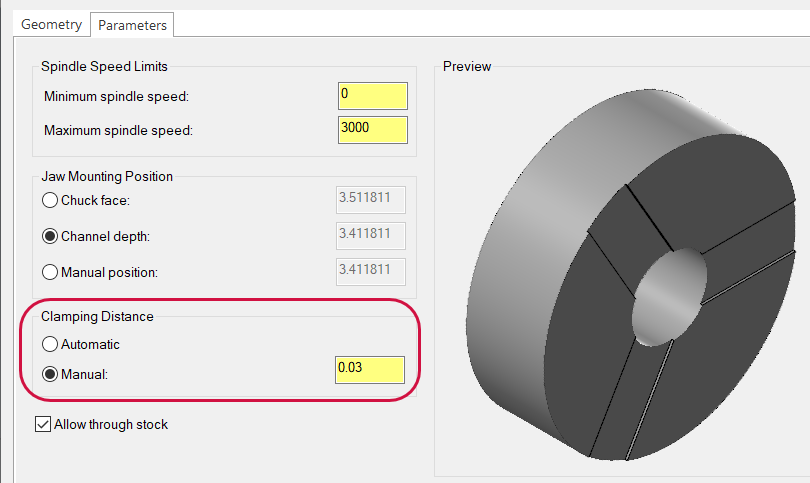 Geometry Parameters
Spindle Speed Limits
Minimum spindle speed: 0
Maximum spindle speed: 3000
Jaw Mounting Position
Chuck face: 3.511811
Channel depth: 3.411811
Manual position: 3.411811
Clamping Distance
Automatic
Manual: 0.03
Allow through stock
Preview